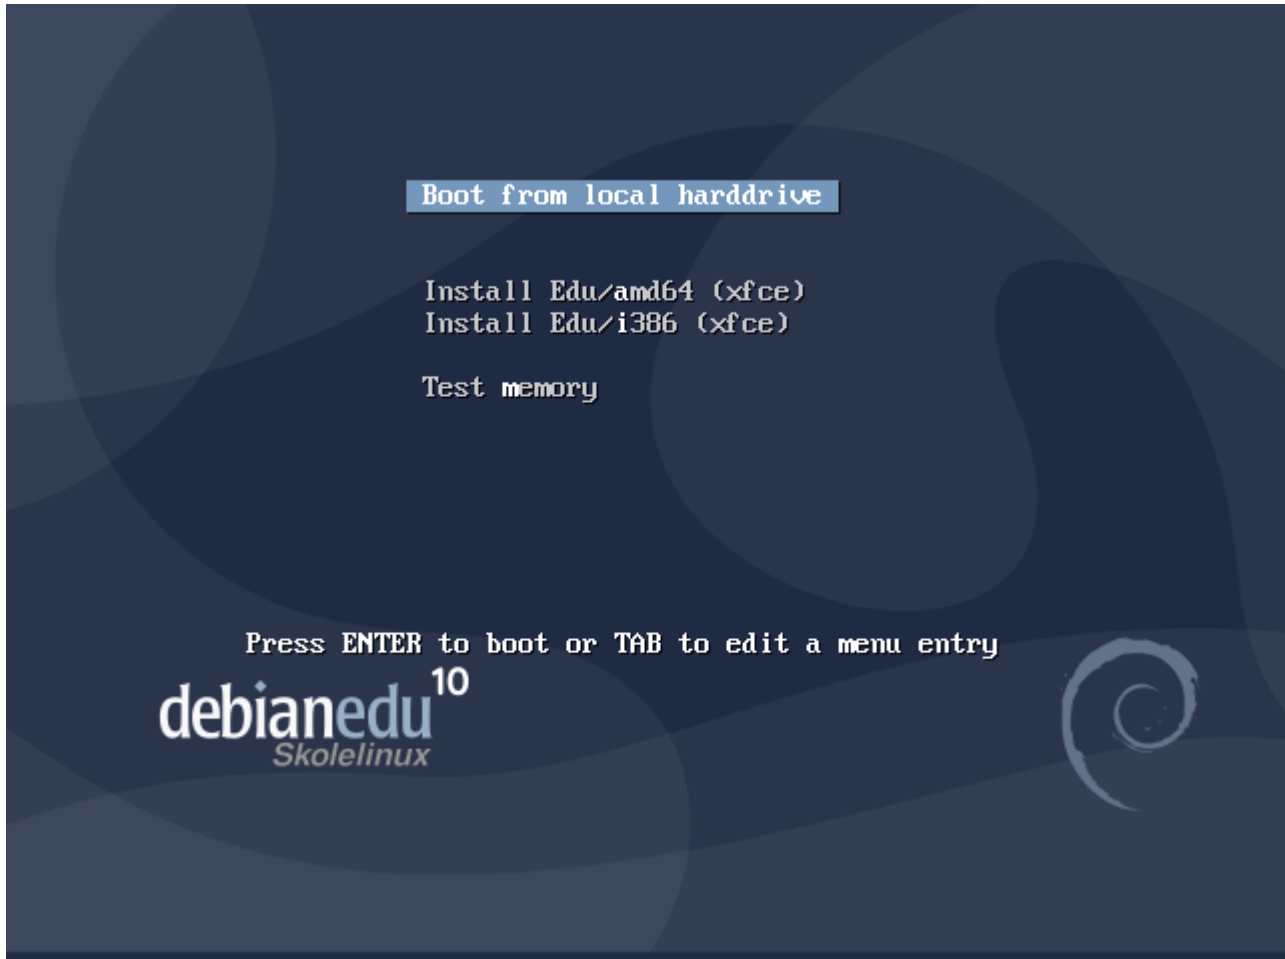 Boot from local harddrive
Install Edu/amd64 (xfce)
Install Edu/i386 (xfce)
Test memory
Press ENTER to boot or TAB to edit a menu entry
debianedu 10
Skolelinux